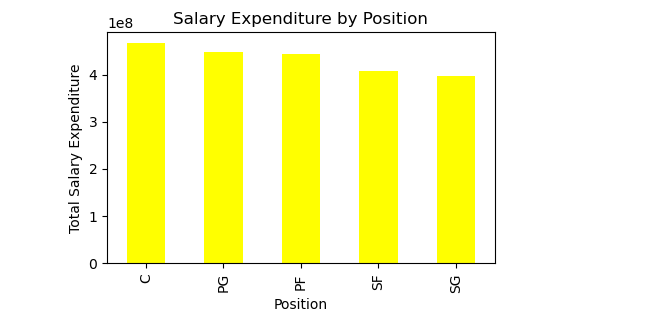 Salary Expenditure by Position
1e8
Total Salary Expenditure
4
3
2
1
0
C
PG
PF
SF
SG
Position